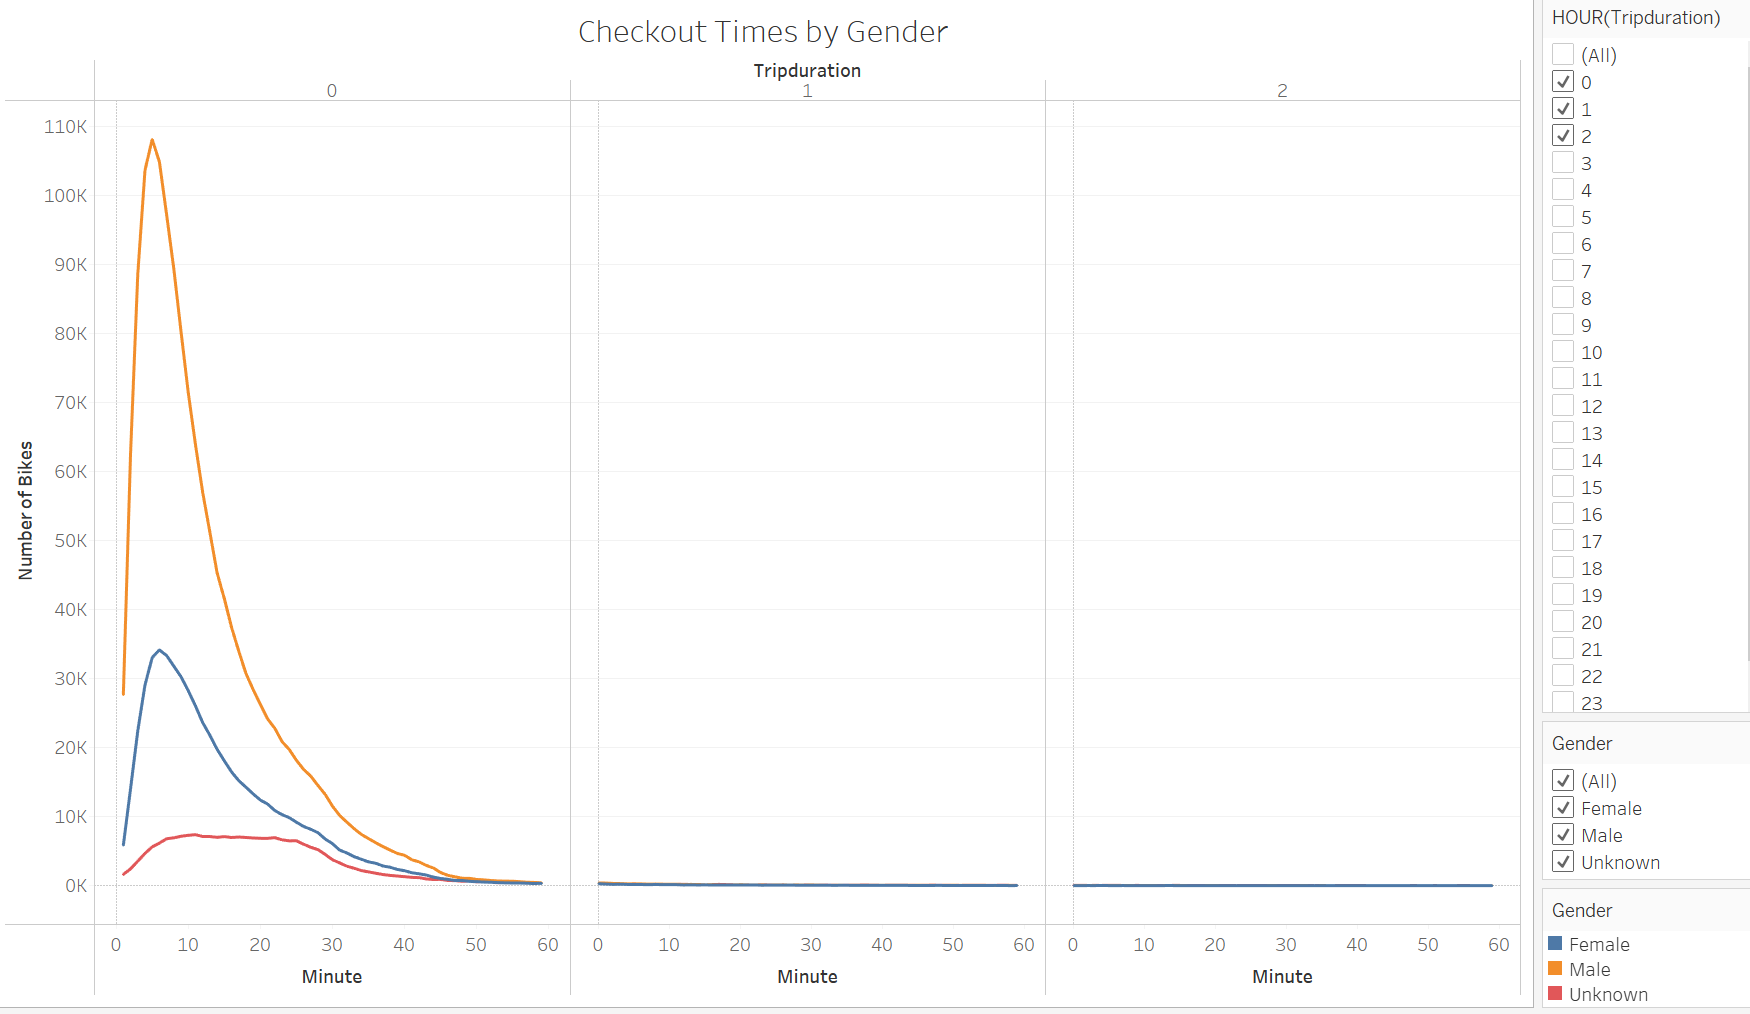 Checkout Times by Gender
Tripduration
0 1 2
110K
100K
90K
80K
70K
60K
50K
40K
30K
20K
10K
0K
Number of Bikes
0 10 20 30 40 50 60 0 10 20 30 40 50 60 0 10 20 30 40 50 60
Minute Minute Minute
HOUR(Tripduration)
(All)
0
1
2
3
4
5
6
7
8
9
10
11
12
13
14
15
16
17
18
19
20
21
22
23
Gender
(All)
Female
Male
Unknown
Gender
Female
Male
Unknown